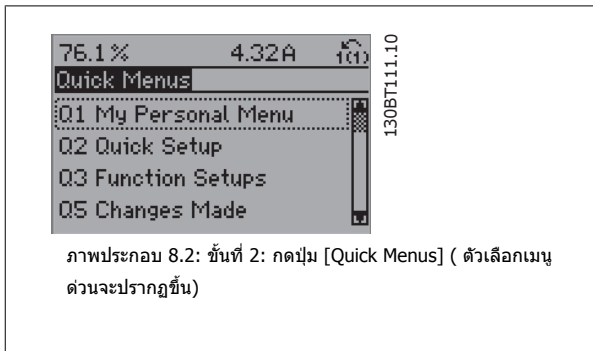 76.1%
4.32A
1(1)
Quick Menus
Q1 My Personal Menu
Q2 Quick Setup
Q3 Function Setups
Q5 Changes Made
130BT111.10
ภาพประกอบ 8.2: ขั้นที่ 2: กดปุ่ม [Quick Menus] ( ตัวเลือกเมนู
ด่วนจะปรากฏขึ้น)